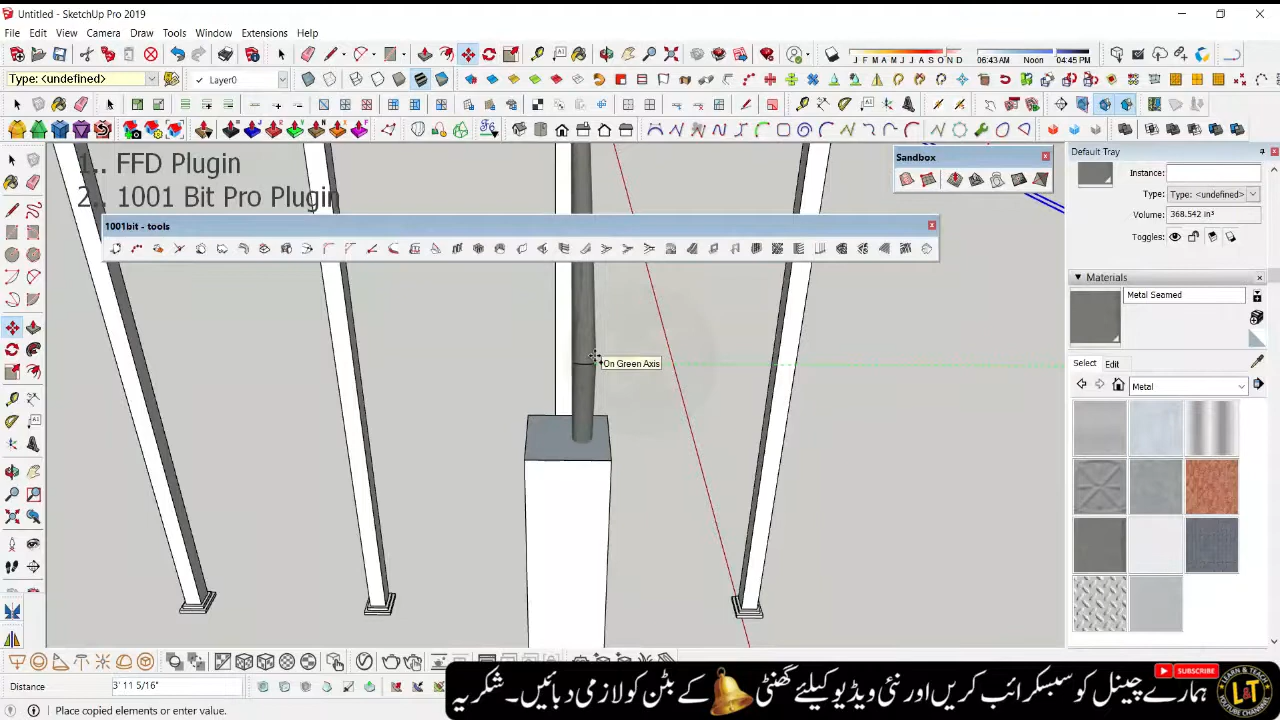 Untitled - SketchUp Pro 2019
File Edit View Camera Draw Tools Window Extensions Help
Type: <undefined>
Layer0
J F M A M J J A S O N D
06:43 AM Noon 04:45 PM
1.. FFD Plugin
2.. 1001 Bit Pro Plugin
1001bit - tools
Sandbox
On Green Axis
Default Tray
Instance:
Type: Type: <undefined>
Volume: 368.542 in³
Toggles:
Materials
Metal Seamed
Select Edit
Metal
Distance 3' 11 5/16"
Place copied elements or enter value.
ہمارے چینل کو سبسکرائب کریں اور نئی ویڈیو کیلئے گھنٹی کے بٹن کو لازمی دبائیں۔ شکریہ
SUBSCRIBE
LEARN & TEACH
L&T
YOUTUBE CHANNEL